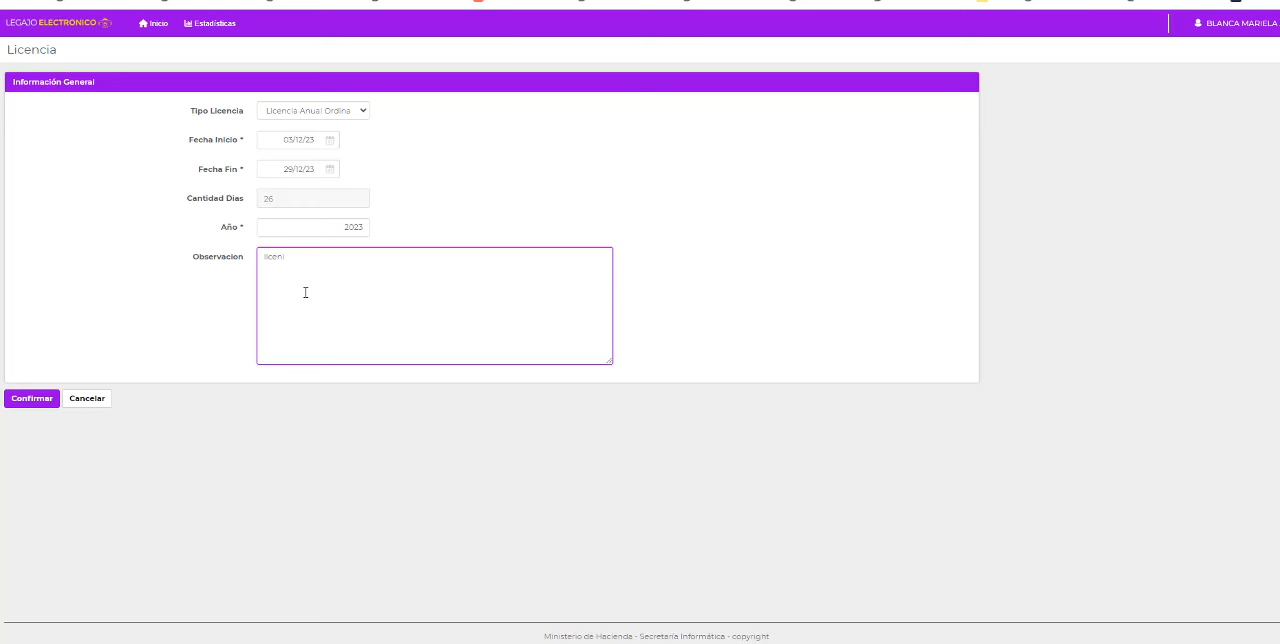 LEGAJO ELECTRONICO Inicio Estadísticas BLANCA MARIELA
Licencia
Información General
Tipo Licencia Licencia Anual Ordina
Fecha Inicio * 03/12/23
Fecha Fin * 29/12/23
Cantidad Dias 26
Año * 2023
Observacion liceni
Confirmar Cancelar
Ministerio de Hacienda - Secretaría Informática - copyright